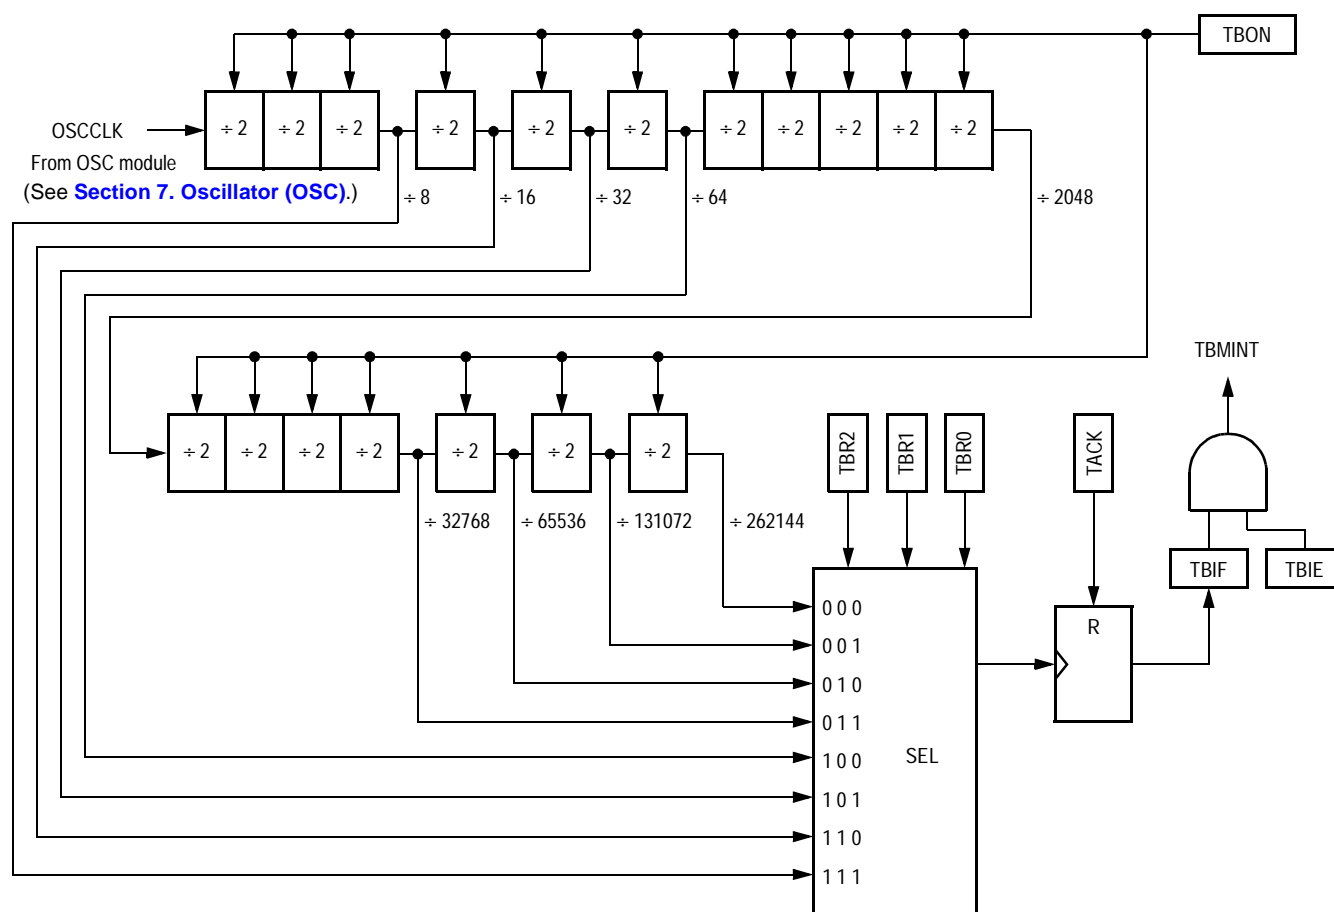 TBON
OSCCLK
÷ 2 ÷ 2 ÷ 2 ÷ 2 ÷ 2 ÷ 2 ÷ 2 ÷ 2 ÷ 2 ÷ 2 ÷ 2
From OSC module
(See Section 7. Oscillator (OSC).)
÷ 8 ÷ 16 ÷ 32 ÷ 64 ÷ 2048
TBMINT
÷ 2 ÷ 2 ÷ 2 ÷ 2 ÷ 2 ÷ 2 ÷ 2
TBR2 TBR1 TBR0 TACK
÷ 32768 ÷ 65536 ÷ 131072 ÷ 262144
TBIF TBIE
0 0 0
R
0 0 1
0 1 0
0 1 1
1 0 0
SEL
1 0 1
1 1 0
1 1 1